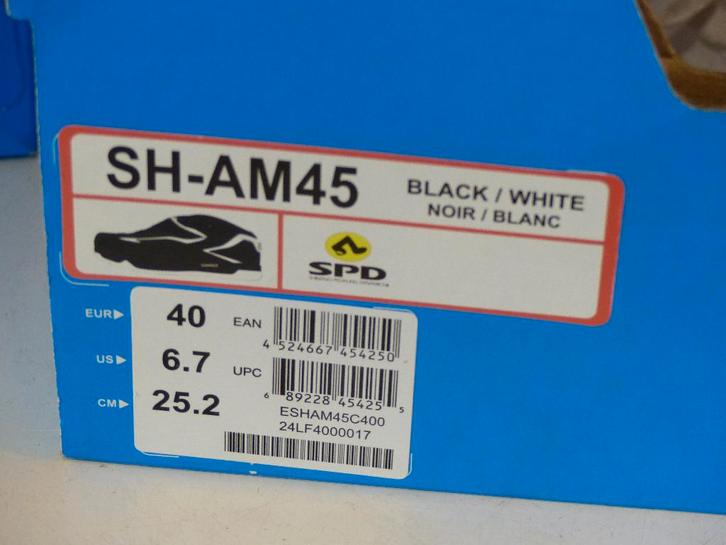 SH-AM45
BLACK / WHITE
NOIR / BLANC
SPD
EUR 40
US 6.7
CM 25.2
EAN
4 524667 454250
UPC
6 89228 45425 5
ESHAM45C400
24LF4000017